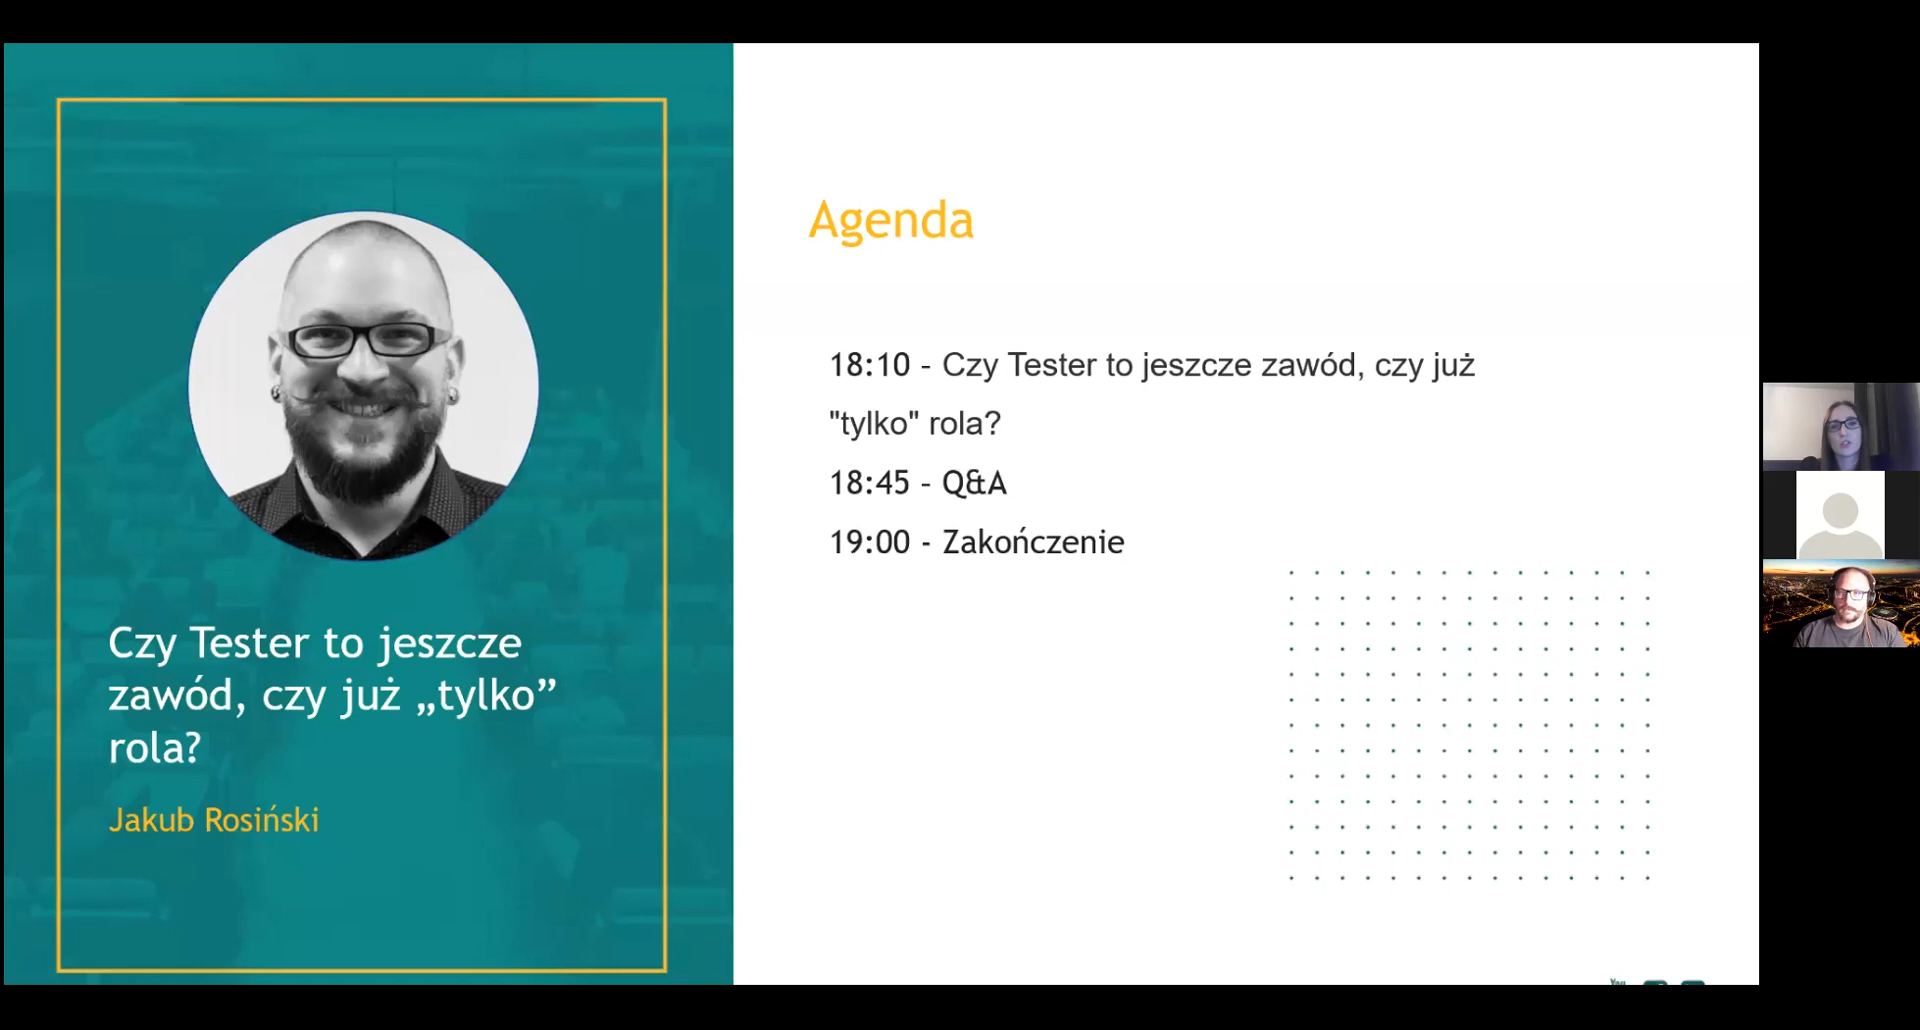 Czy Tester to jeszcze
zawód, czy już „tylko”
rola?
Jakub Rosiński
Agenda
18:10 - Czy Tester to jeszcze zawód, czy już
"tylko" rola?
18:45 - Q&A
19:00 - Zakończenie